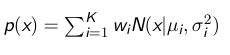 p(x) = ∑_{i=1}^{K} w_i N(x|μ_i, σ_i^2)